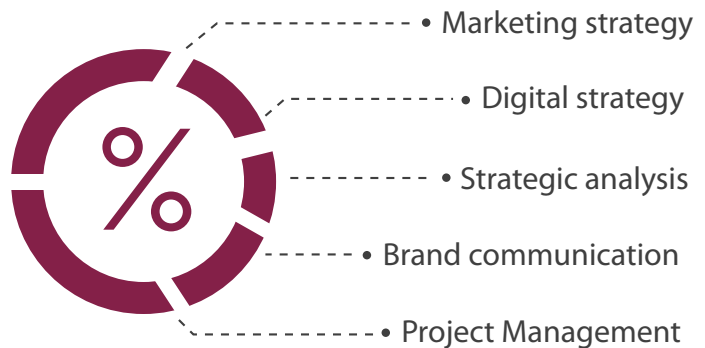 • Marketing strategy
• Digital strategy
• Strategic analysis
• Brand communication
• Project Management
%